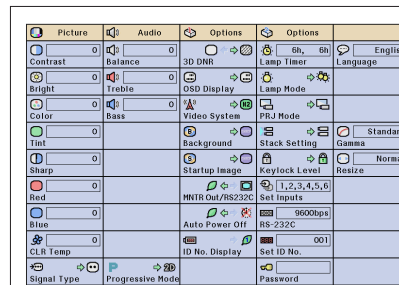 Picture Audio Options Options
0 0 6h, 6h Englis
Contrast Balance 3D DNR Lamp Timer Language
0 0
Bright Treble OSD Display Lamp Mode
0 0 N2
Color Bass Video System PRJ Mode
0 B Standar
Tint Background Stack Setting Gamma
0 S Norma
Sharp Startup Image Keylock Level Resize
0 1,2,3,4,5,6
Red MNTR Out/RS232C Set Inputs
0 9600bps
Blue Auto Power Off RS-232C
0 001
CLR Temp ID No. Display Set ID No.
P 2D
Signal Type Progressive Mode Password